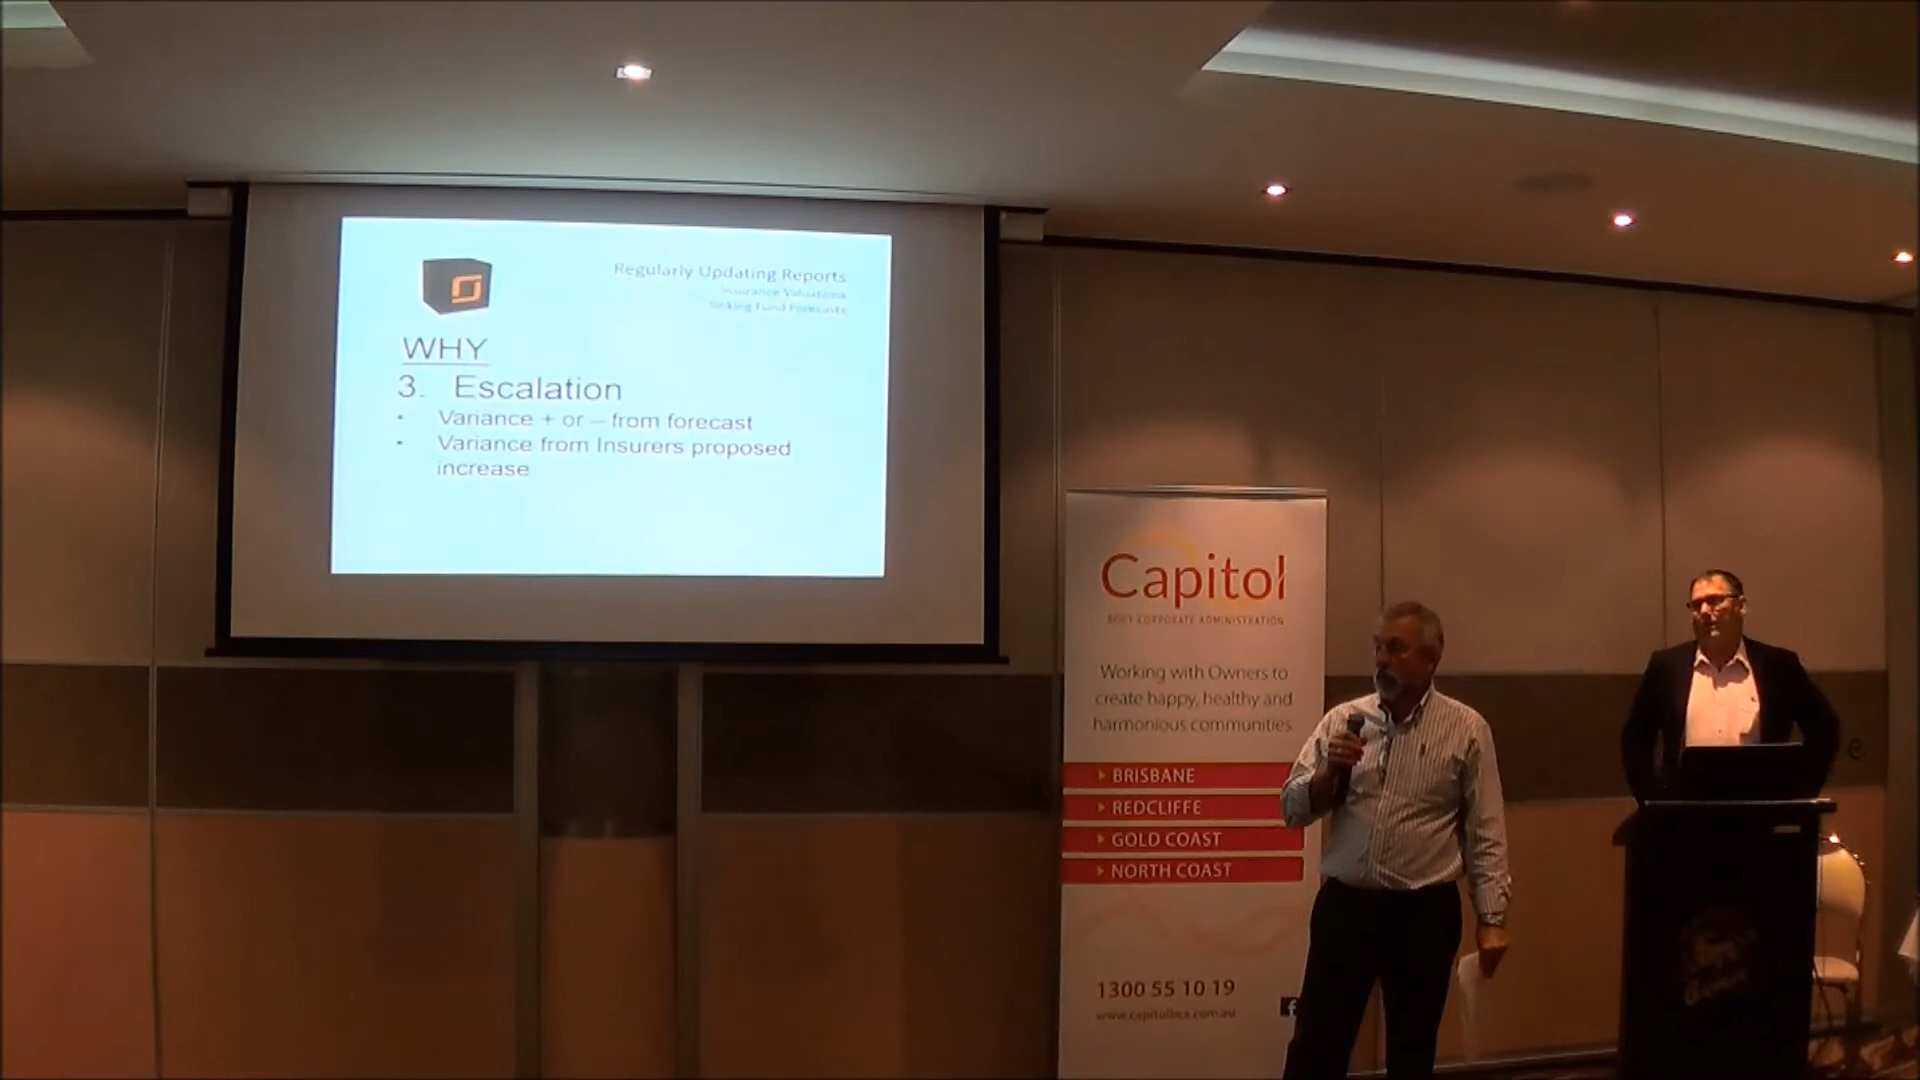 Regularly Updating Reports
Insurance Valuations
Sinking Fund Forecasts
WHY
3. Escalation
• Variance + or – from forecast
• Variance from Insurers proposed
increase
Capitol
BODY CORPORATE ADMINISTRATION
Working with Owners to
create happy, healthy and
harmonious communities.
BRISBANE
REDCLIFFE
GOLD COAST
NORTH COAST
1300 55 10 19
www.capitolbca.com.au
f